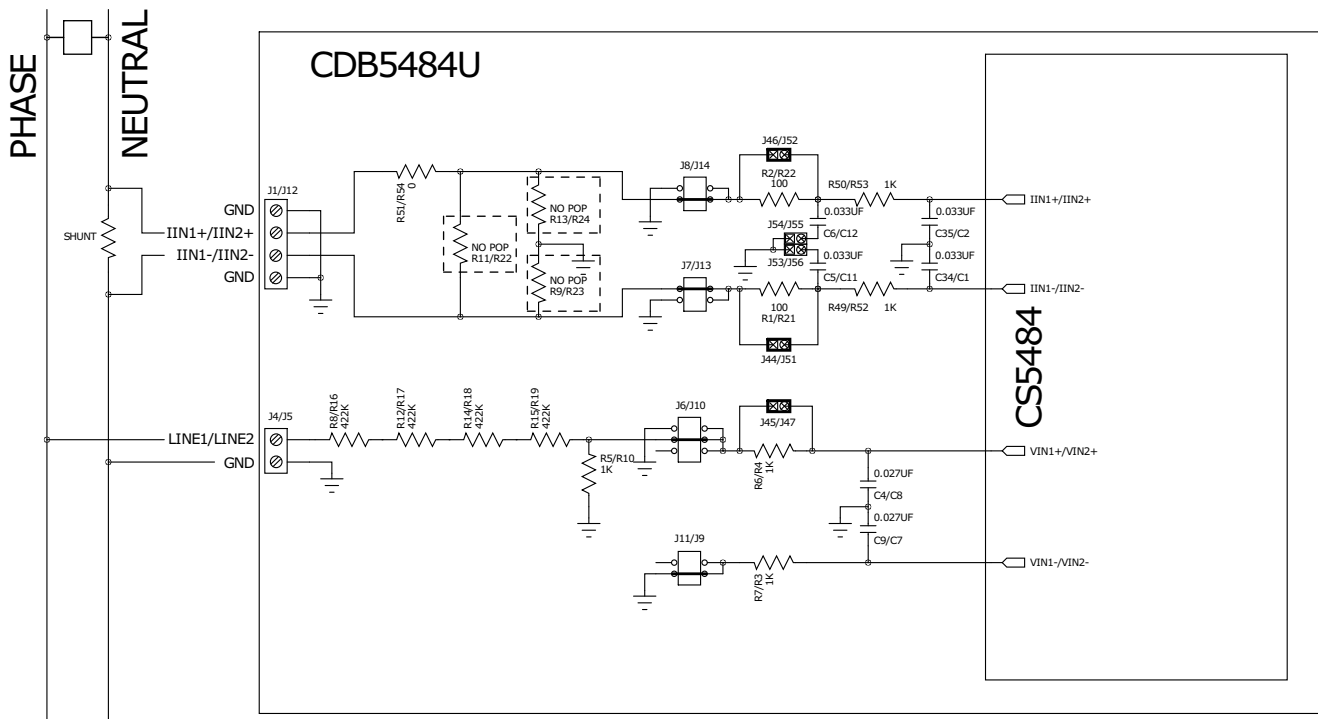 PHASE
NEUTRAL
CDB5484U
SHUNT
J1/J12
GND
IIN1+/IIN2+
IIN1-/IIN2-
GND
R51/R54
0
NO POP
R11/R22
NO POP
R13/R24
NO POP
R9/R23
J8/J14
J7/J13
J46/J52
R2/R22
100
R50/R53
1K
0.033UF
C6/C12
J54/J55
J53/J56
0.033UF
C5/C11
0.033UF
C35/C2
0.033UF
C34/C1
100
R1/R21
R49/R52
1K
J44/J51
IIN1+/IIN2+
IIN1-/IIN2-
CS5484
J4/J5
LINE1/LINE2
GND
R8/R16
422K
R12/R17
422K
R14/R18
422K
R15/R19
422K
R5/R10
1K
J6/J10
J45/J47
R6/R4
1K
0.027UF
C4/C8
0.027UF
C9/C7
J11/J9
R7/R3
1K
VIN1+/VIN2+
VIN1-/VIN2-